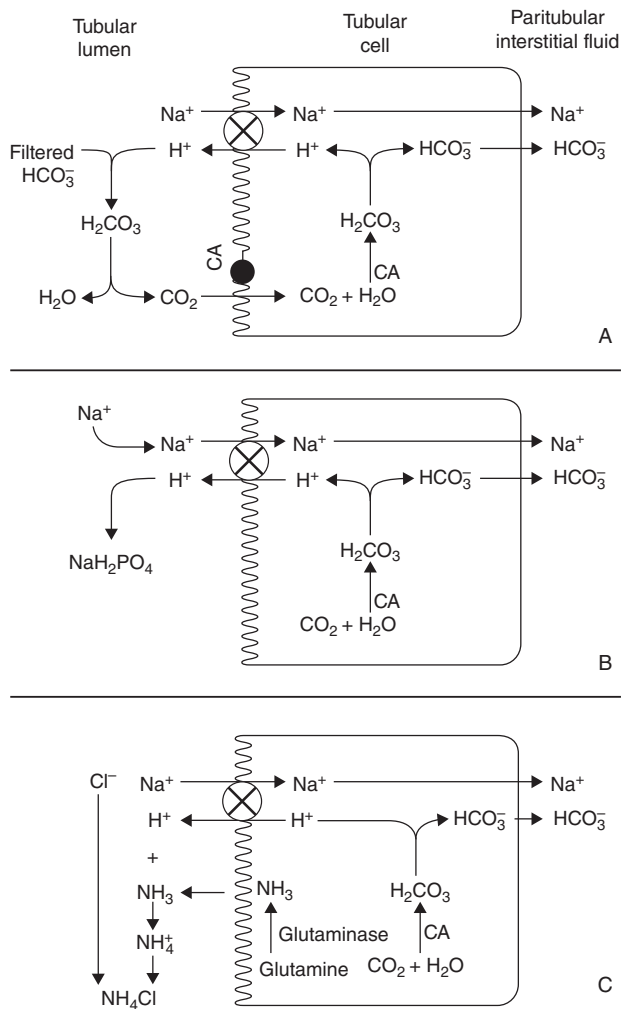 Tubular lumen
Tubular cell
Paritubular interstitial fluid
Na⁺ Na⁺ Na⁺
Filtered HCO₃⁻
H⁺ H⁺ HCO₃⁻ HCO₃⁻
H₂CO₃ H₂CO₃
CA CA
H₂O CO₂ CO₂ + H₂O
A
Na⁺
Na⁺ Na⁺ Na⁺
H⁺ H⁺ HCO₃⁻ HCO₃⁻
NaH₂PO₄ H₂CO₃
CA
CO₂ + H₂O
B
Cl⁻ Na⁺ Na⁺ Na⁺
H⁺ H⁺ HCO₃⁻ HCO₃⁻
+
NH₃ NH₃ H₂CO₃
NH₄⁺ Glutaminase CA
Glutamine CO₂ + H₂O
NH₄Cl
C